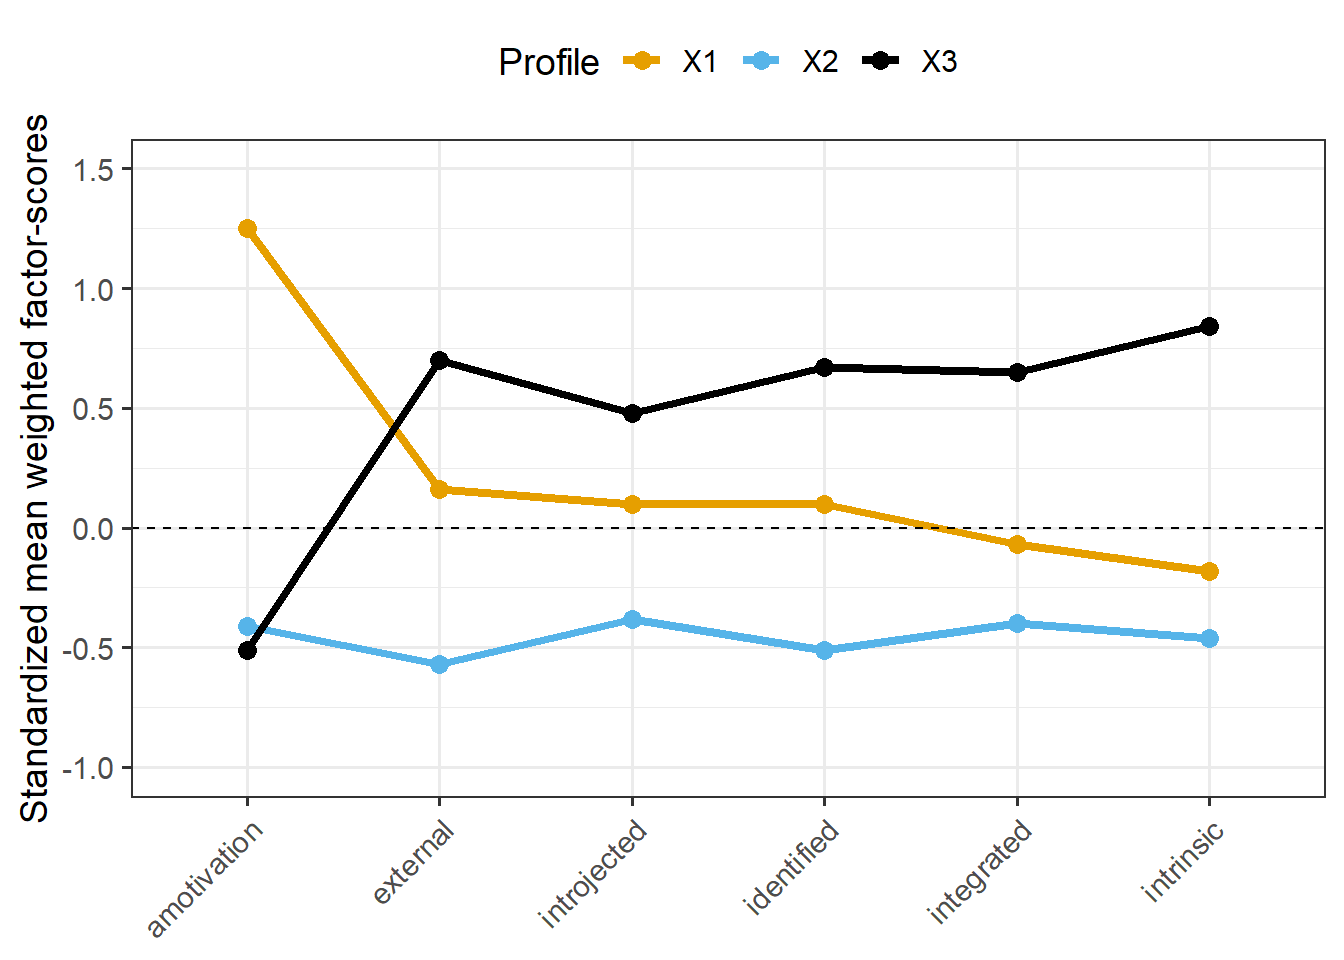 Profile X1 X2 X3
Standardized mean weighted factor-scores
1.5
1.0
0.5
0.0
-0.5
-1.0
amotivation
external
introjected
identified
integrated
intrinsic